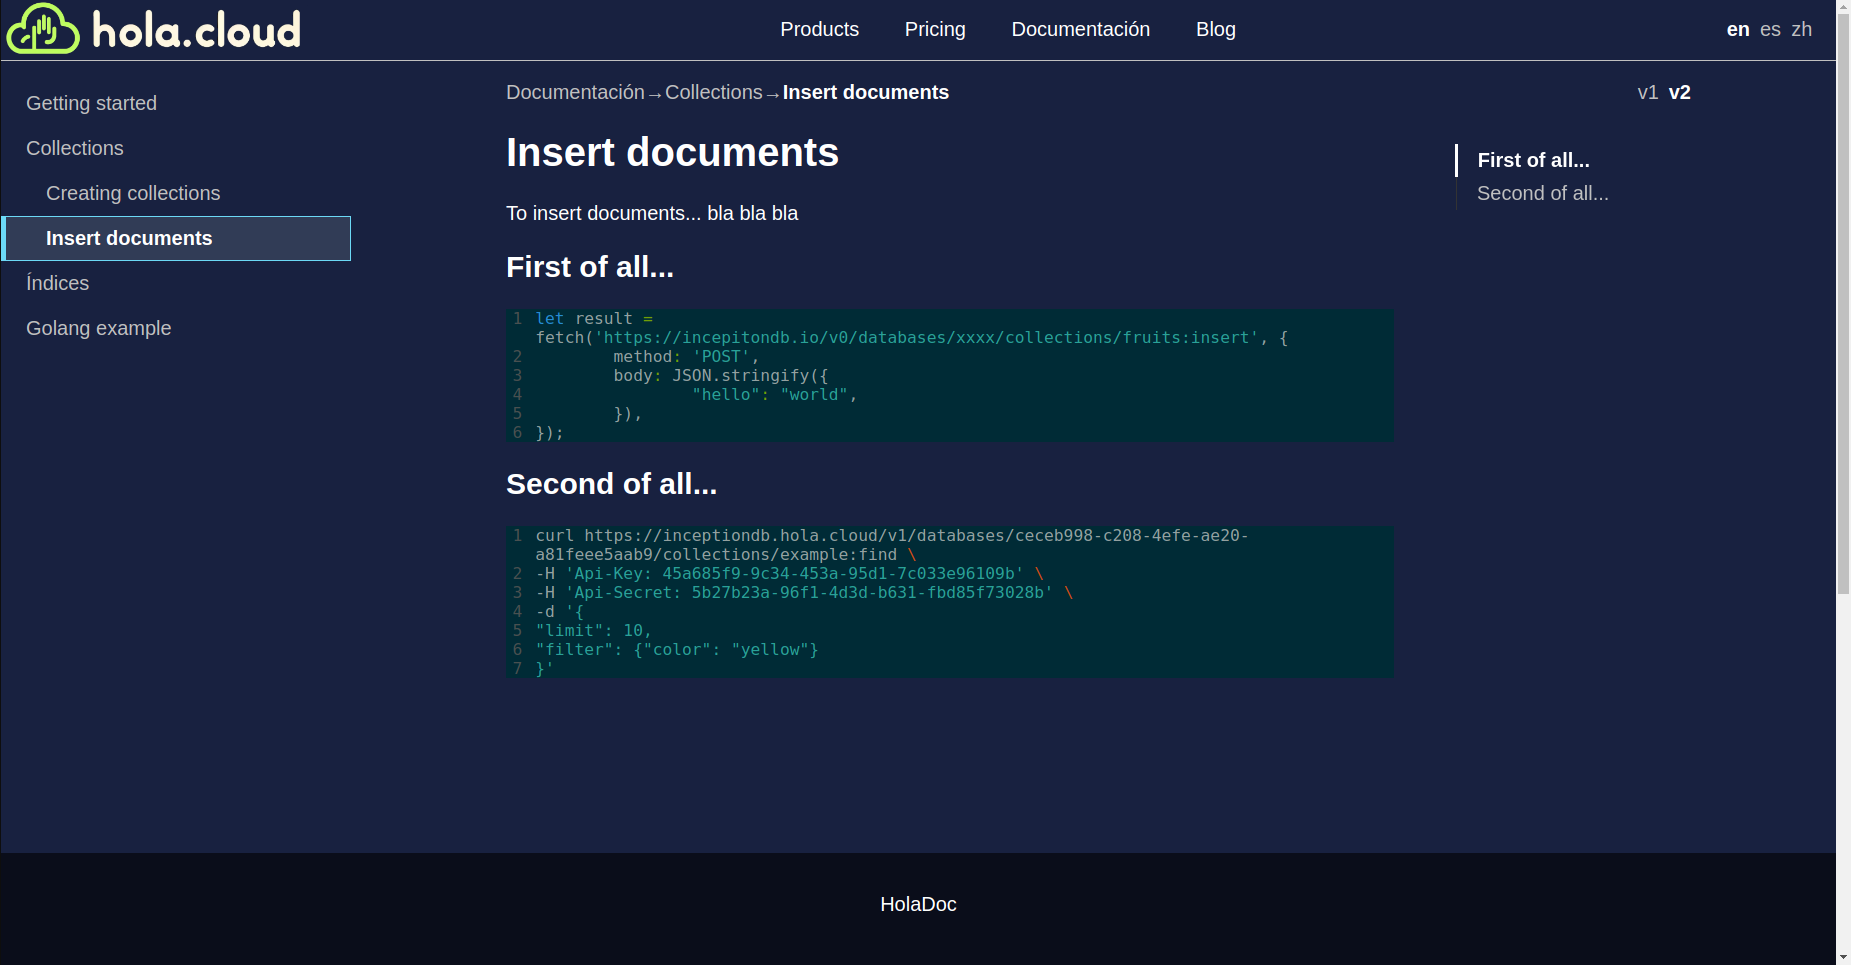 hola.cloud
Products Pricing Documentación Blog
en es zh
Getting started
Collections
Creating collections
Insert documents
Índices
Golang example
Documentación→Collections→Insert documents
v1 v2
Insert documents
To insert documents... bla bla bla
First of all...
1 let result =
fetch('https://incepitondb.io/v0/databases/xxxx/collections/fruits:insert', {
2 method: 'POST',
3 body: JSON.stringify({
4 "hello": "world",
5 }),
6 });
Second of all...
1 curl https://inceptiondb.hola.cloud/v1/databases/ceceb998-c208-4efe-ae20-
a81feee5aab9/collections/example:find \
2 -H 'Api-Key: 45a685f9-9c34-453a-95d1-7c033e96109b' \
3 -H 'Api-Secret: 5b27b23a-96f1-4d3d-b631-fbd85f73028b' \
4 -d '{
5 "limit": 10,
6 "filter": {"color": "yellow"}
7 }'
First of all...
Second of all...
HolaDoc